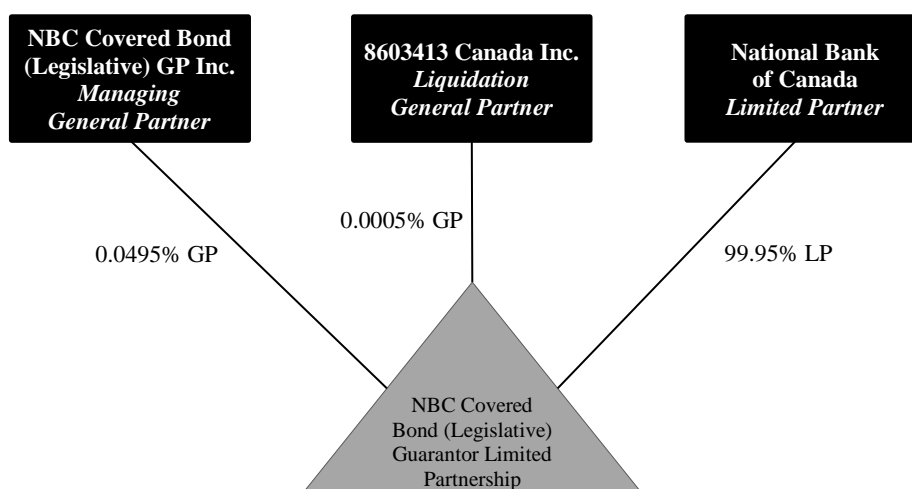 NBC Covered Bond
(Legislative) GP Inc.
Managing
General Partner
8603413 Canada Inc.
Liquidation
General Partner
National Bank
of Canada
Limited Partner
0.0495% GP
0.0005% GP
99.95% LP
NBC Covered
Bond (Legislative)
Guarantor Limited
Partnership